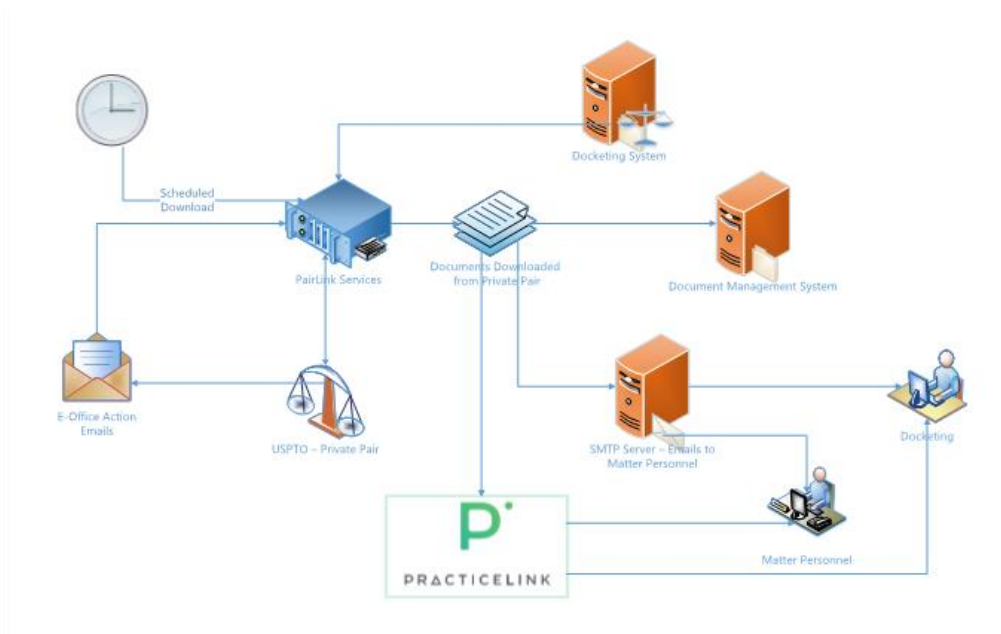 Docketing System
Scheduled
Download
PairLink Services
Documents Downloaded
from Private Pair
Document Management System
E-Office Action
Emails
USPTO – Private Pair
SMTP Server – Emails to
Matter Personnel
Docketing
P
PRACTICELINK
Matter Personnel